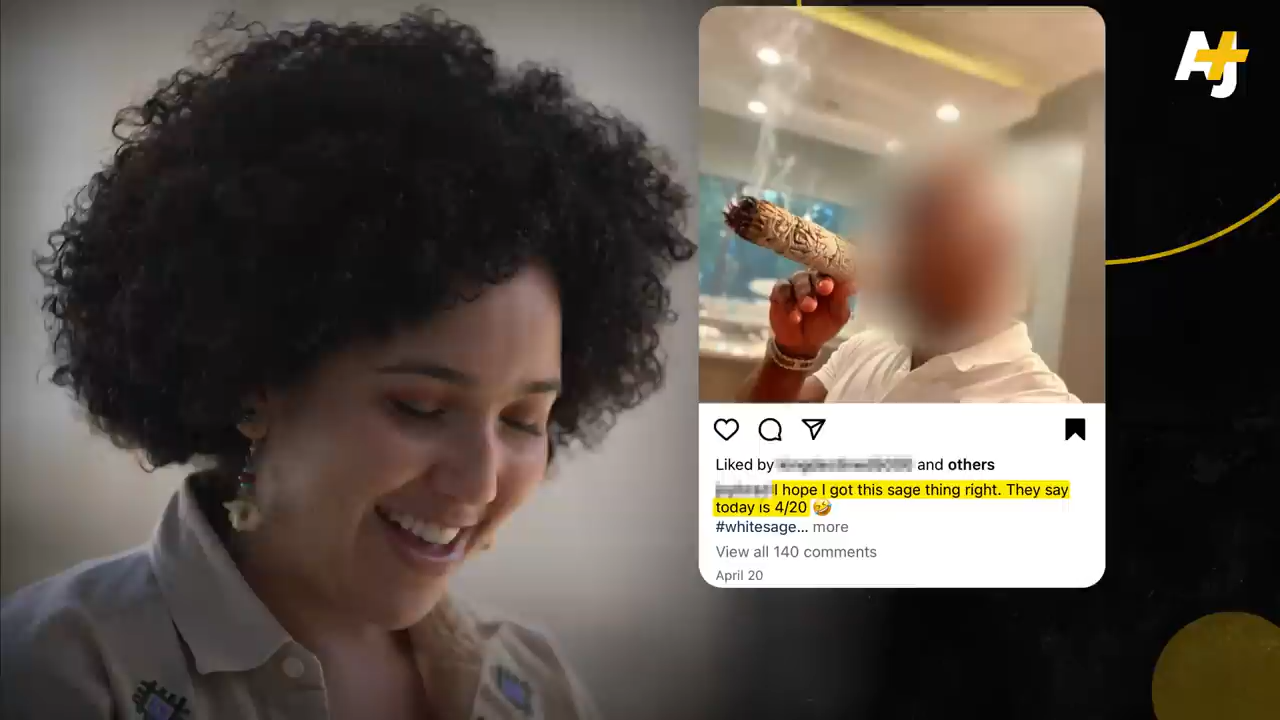 AJ+
Liked by and others
I hope I got this sage thing right. They say
today is 4/20 🤣
#whitesage... more
View all 140 comments
April 20